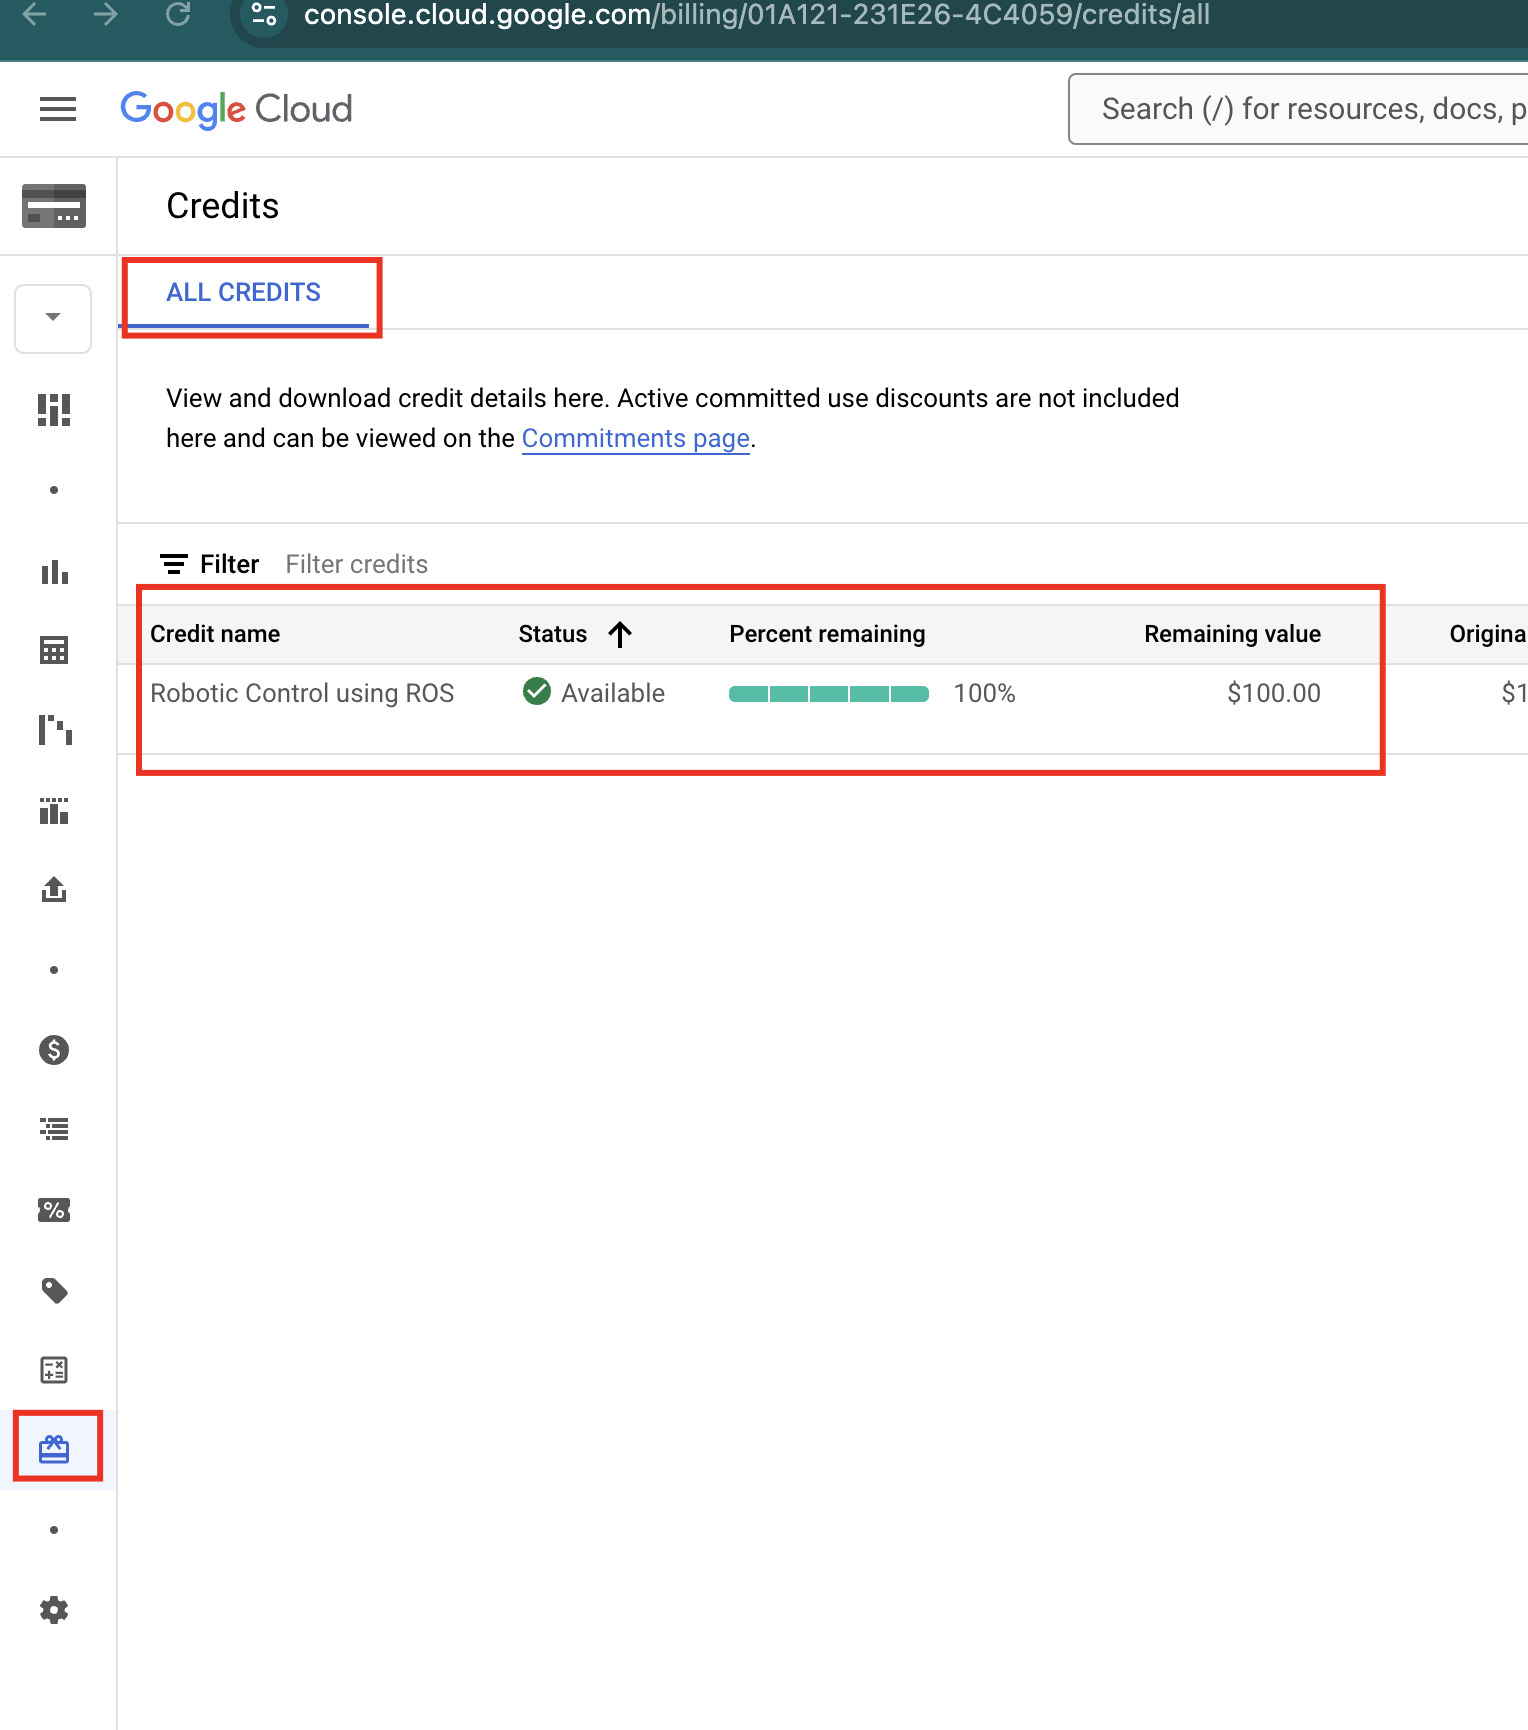 console.cloud.google.com/billing/01A121-231E26-4C4059/credits/all
Google Cloud
Search (/) for resources, docs, p
Credits
ALL CREDITS
View and download credit details here. Active committed use discounts are not included
here and can be viewed on the Commitments page.
Filter Filter credits
Credit name Status Percent remaining Remaining value Origina
Robotic Control using ROS Available 100% $100.00 $1